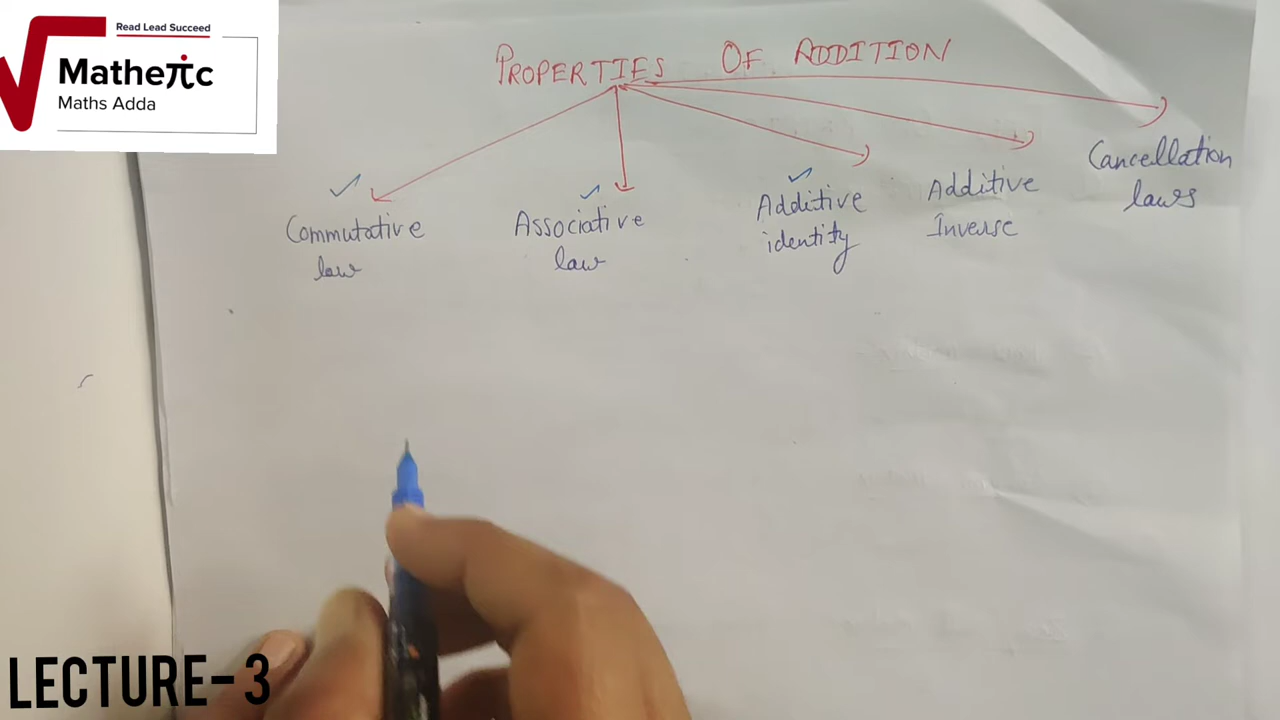 Read Lead Succeed
Matheπc
Maths Adda
PROPERTIES OF ADDITION
Commutative
law
Associative
law
Additive
identity
Additive
Inverse
Cancellation
laws
LECTURE-3